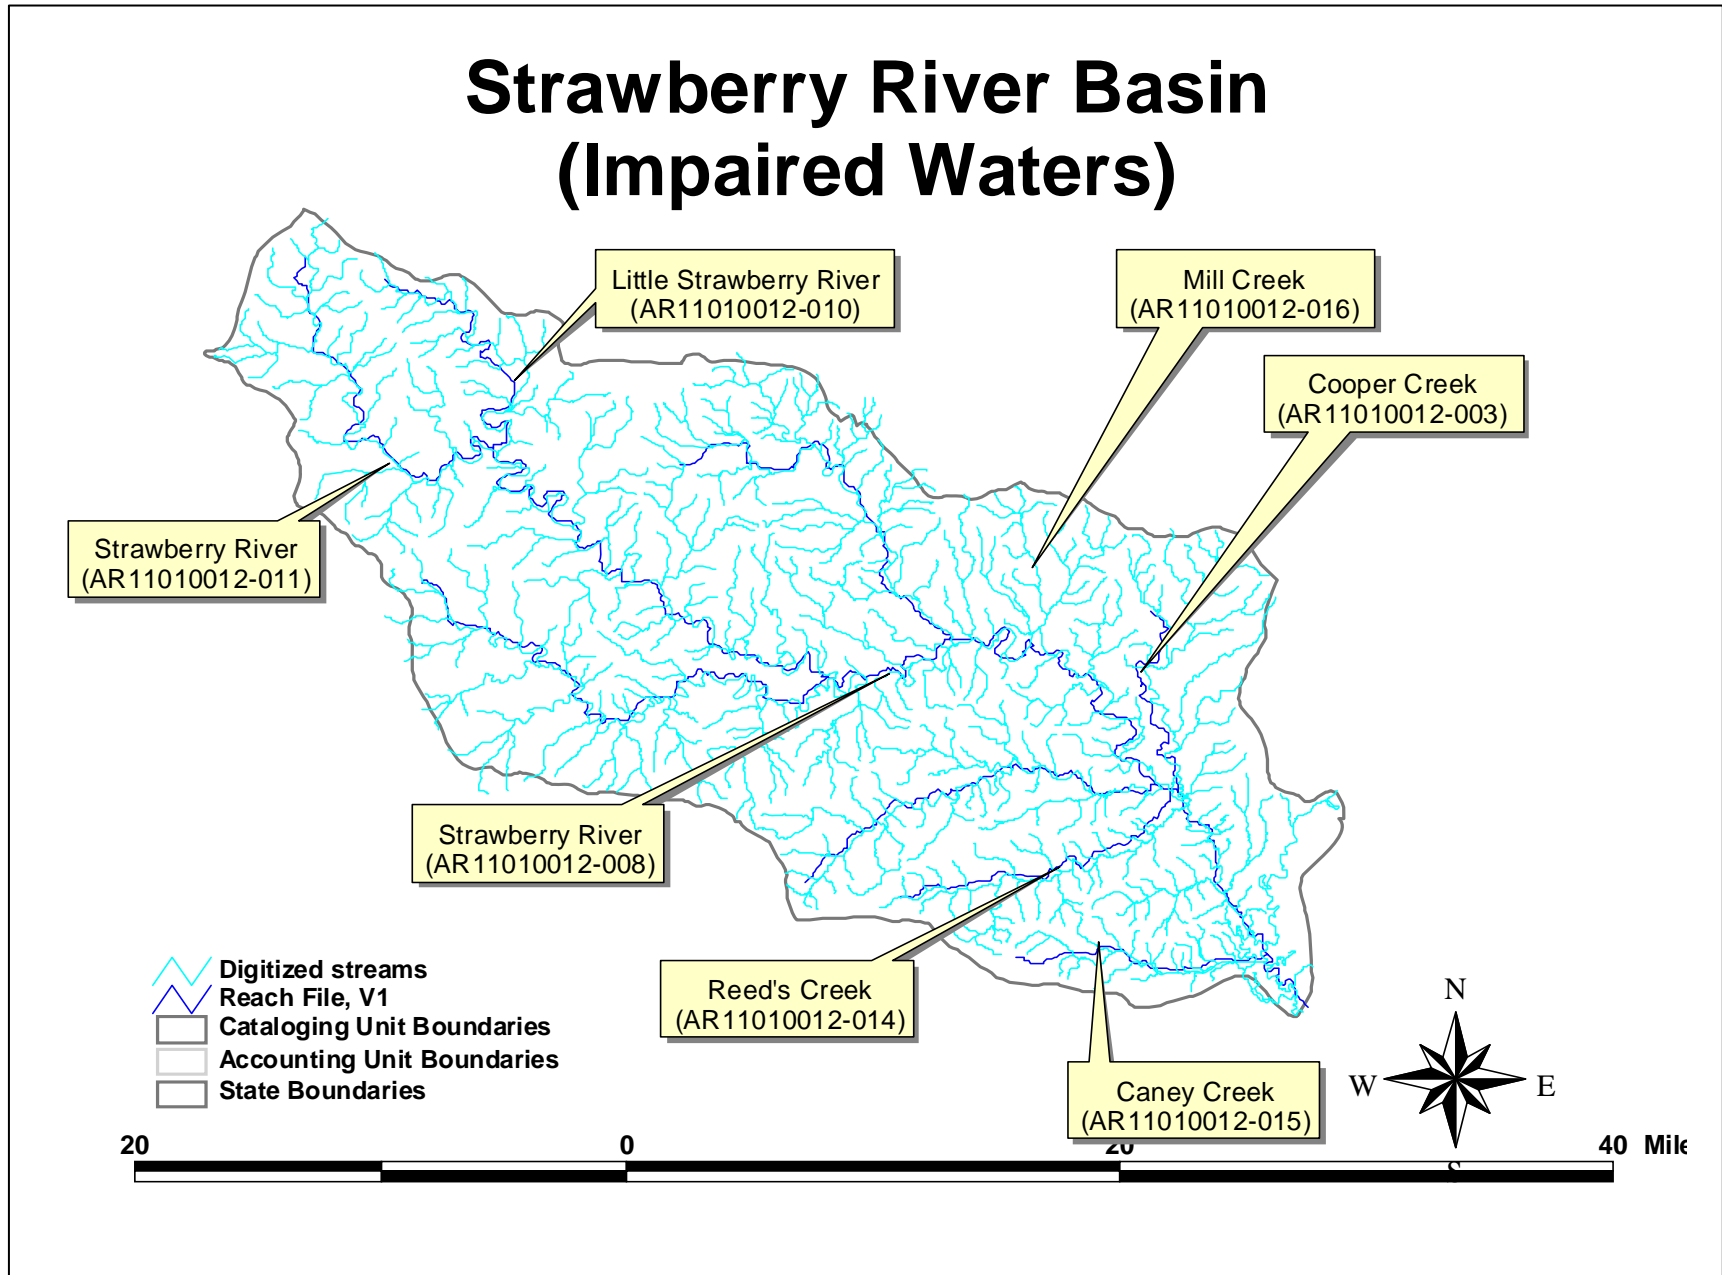 Strawberry River Basin
(Impaired Waters)
Little Strawberry River
(AR11010012-010)
Mill Creek
(AR11010012-016)
Cooper Creek
(AR11010012-003)
Strawberry River
(AR11010012-011)
Strawberry River
(AR11010012-008)
Reed's Creek
(AR11010012-014)
Caney Creek
(AR11010012-015)
Digitized streams
Reach File, V1
Cataloging Unit Boundaries
Accounting Unit Boundaries
State Boundaries
N
W E
S
20 0 20 40 Mile